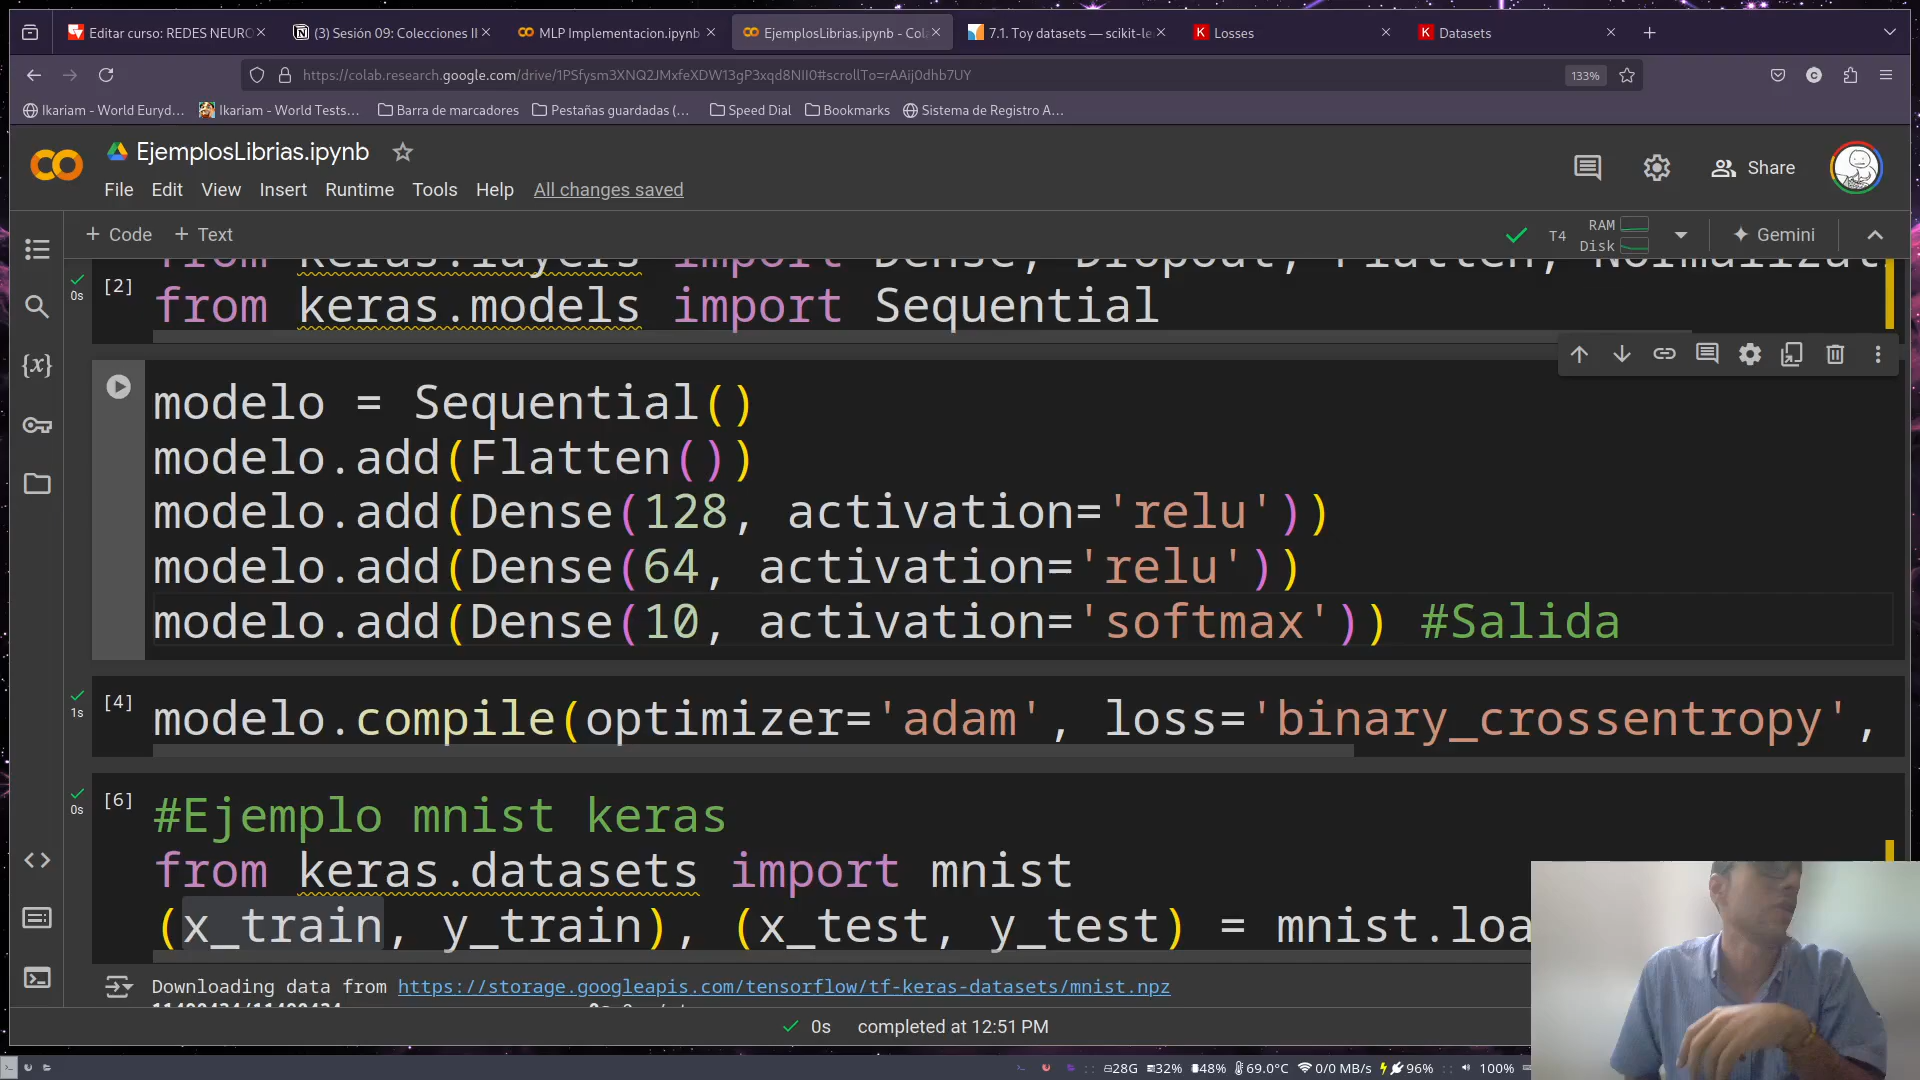 Editar curso: REDES NEURO
(3) Sesión 09: Colecciones II
MLP Implementacion.ipynb
EjemplosLibrias.ipynb - Col
7.1. Toy datasets — scikit-le
Losses
Datasets
https://colab.research.google.com/drive/1PSfysm3XNQ2JMxfeXDW13gP3xqd8NII0#scrollTo=rAAij0dhb7UY
133%
Ikariam - World Euryd...
Ikariam - World Tests...
Barra de marcadores
Pestañas guardadas (...
Speed Dial
Bookmarks
Sistema de Registro A...
EjemplosLibrias.ipynb
Share
File Edit View Insert Runtime Tools Help All changes saved
+ Code + Text
T4
RAM
Disk
Gemini
from keras.layers import Dense, Dropout, Flatten, Normalizat
[2]
0s
from keras.models import Sequential
modelo = Sequential()
modelo.add(Flatten())
modelo.add(Dense(128, activation='relu'))
modelo.add(Dense(64, activation='relu'))
modelo.add(Dense(10, activation='softmax')) #Salida
[4]
1s
modelo.compile(optimizer='adam', loss='binary_crossentropy',
[6]
0s
#Ejemplo mnist keras
from keras.datasets import mnist
(x_train, y_train), (x_test, y_test) = mnist.loa
Downloading data from https://storage.googleapis.com/tensorflow/tf-keras-datasets/mnist.npz
0s completed at 12:51 PM
28G 32% 48% 69.0°C 0/0 MB/s 96% 100%